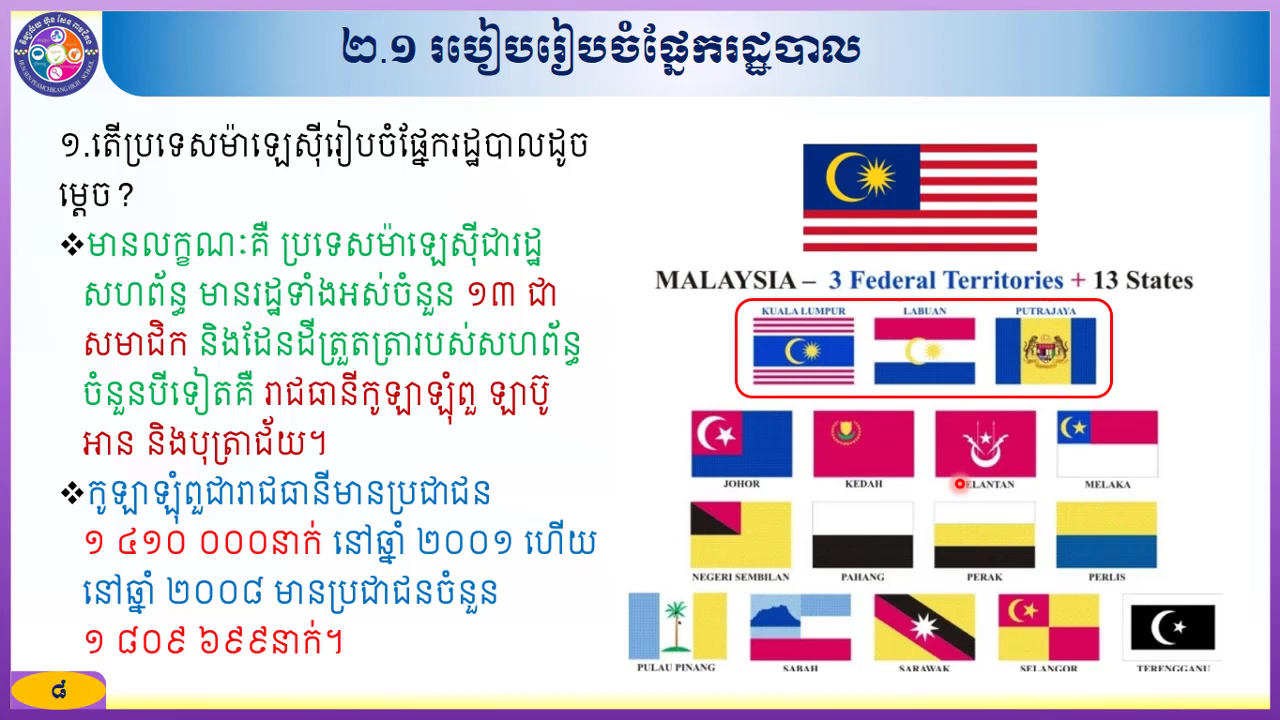 ២.១ របៀបរៀបចំផ្នែករដ្ឋបាល
១.តើប្រទេសម៉ាឡេស៊ីរៀបចំផ្នែករដ្ឋបាលដូច
ម្តេច?
❖មានលក្ខណៈគឺ ប្រទេសម៉ាឡេស៊ីជារដ្ឋ
សហព័ន្ធ មានរដ្ឋទាំងអស់ចំនួន ១៣ ជា
សមាជិក និងដែនដីត្រួតត្រារបស់សហព័ន្ធ
ចំនួនបីទៀតគឺ រាជធានីកូឡាឡុំពួ ឡាប៊ូ
អាន និងបុត្រាជ័យ។
❖កូឡាឡុំពួជារាជធានីមានប្រជាជន
១ ៤១០ ០០០នាក់ នៅឆ្នាំ ២០០១ ហើយ
នៅឆ្នាំ ២០០៨ មានប្រជាជនចំនួន
១ ៨០៩ ៦៩៩នាក់។
៨
MALAYSIA – 3 Federal Territories + 13 States
KUALA LUMPUR LABUAN PUTRAJAYA
JOHOR KEDAH ELANTAN MELAKA
NEGERI SEMBILAN PAHANG PERAK PERLIS
PULAU PINANG SABAH SARAWAK SELANGOR TERENGGANU